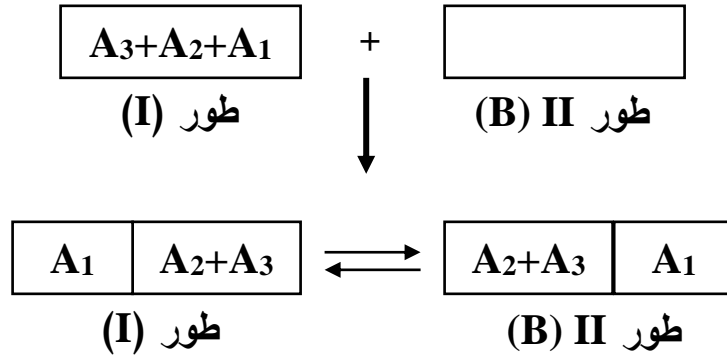 A₃+A₂+A₁ +
طور (I) طور II (B)
A₁ A₂+A₃ A₂+A₃ A₁
طور (I) طور II (B)